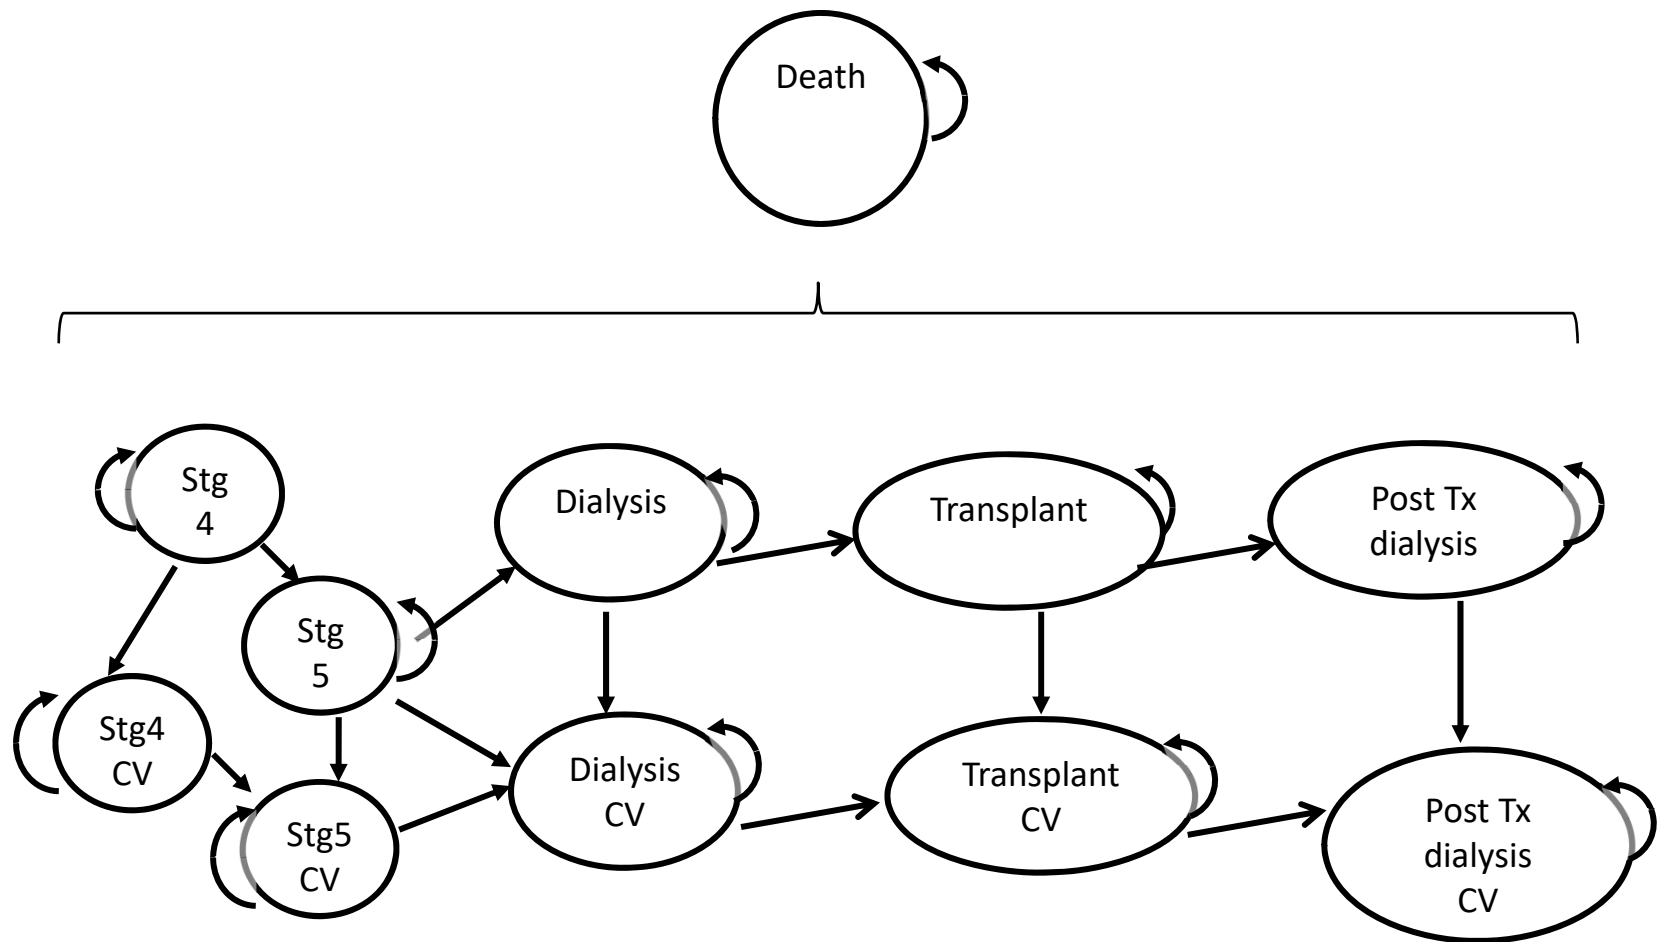 Death
Stg
4
Dialysis
Transplant
Post Tx
dialysis
Stg
5
Stg4
CV
Dialysis
CV
Transplant
CV
Post Tx
dialysis
CV
Stg5
CV